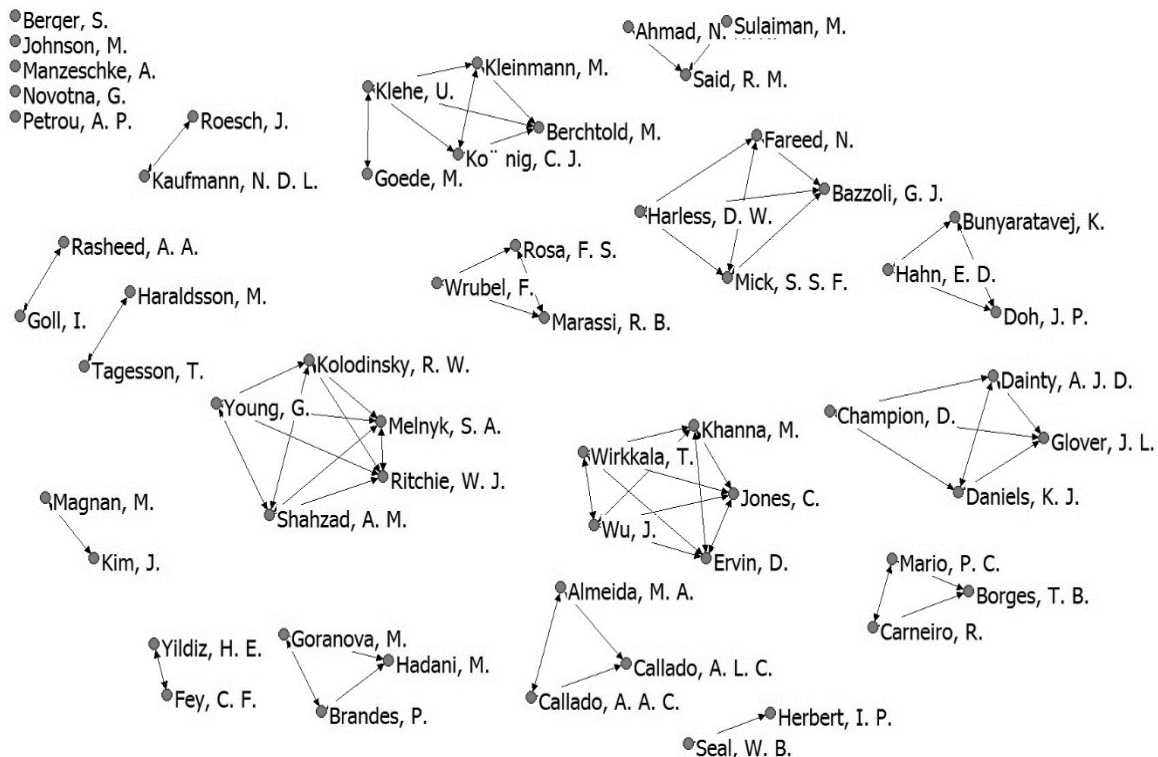 Berger, S.
Johnson, M.
Manzeschke, A.
Novotna, G.
Petrou, A. P.
Ahmad, N.
Sulaiman, M.
Said, R. M.
Kleinmann, M.
Klehe, U.
Berchtold, M.
Ko¨ nig, C. J.
Goede, M.
Roesch, J.
Kaufmann, N. D. L.
Fareed, N.
Bazzoli, G. J.
Harless, D. W.
Mick, S. S. F.
Bunyaratavej, K.
Hahn, E. D.
Doh, J. P.
Rasheed, A. A.
Goll, I.
Haraldsson, M.
Tagesson, T.
Rosa, F. S.
Wrubel, F.
Marassi, R. B.
Kolodinsky, R. W.
Young, G.
Melnyk, S. A.
Ritchie, W. J.
Shahzad, A. M.
Khanna, M.
Wirkkala, T.
Jones, C.
Wu, J.
Ervin, D.
Dainty, A. J. D.
Champion, D.
Glover, J. L.
Daniels, K. J.
Magnan, M.
Kim, J.
Mario, P. C.
Borges, T. B.
Carneiro, R.
Almeida, M. A.
Callado, A. L. C.
Callado, A. A. C.
Yildiz, H. E.
Fey, C. F.
Goranova, M.
Hadani, M.
Brandes, P.
Herbert, I. P.
Seal, W. B.